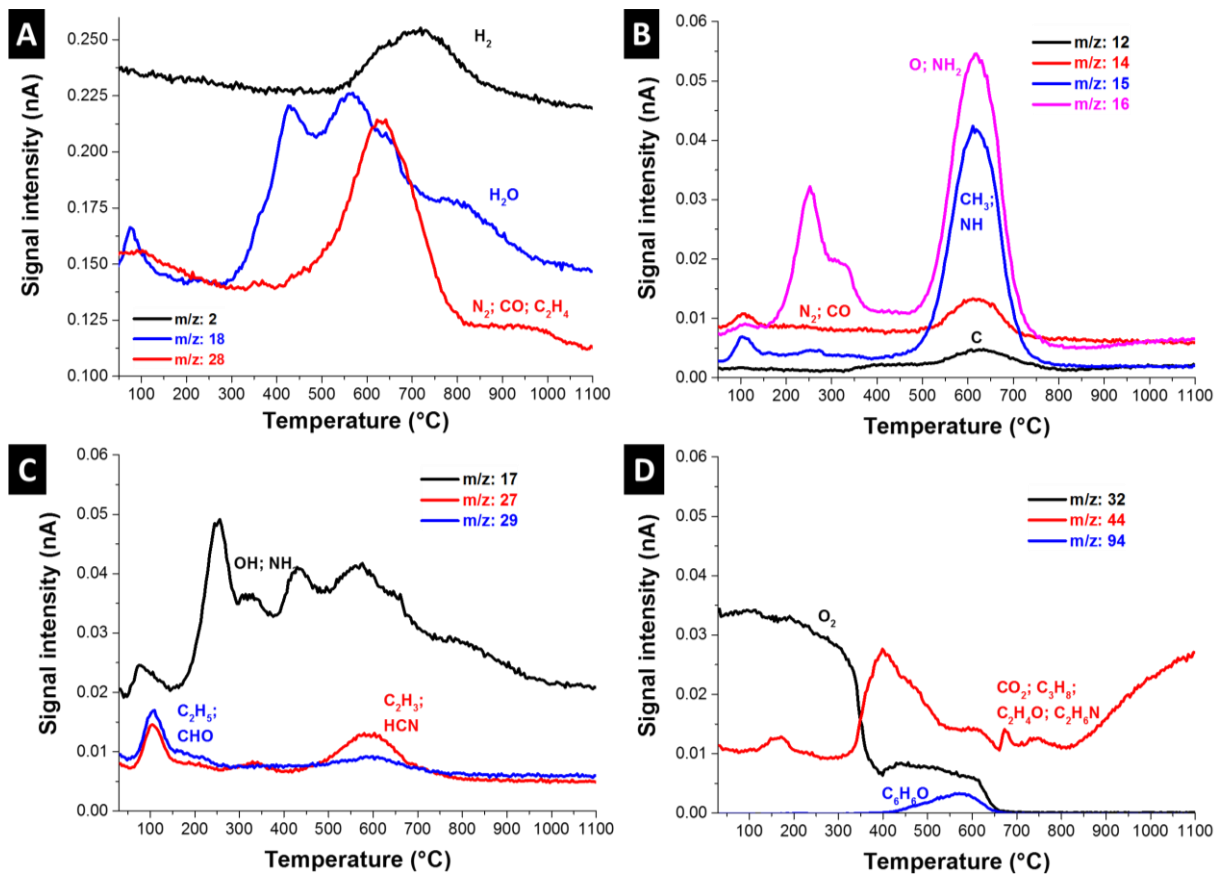 A
H₂
H₂O
N₂; CO; C₂H₄
m/z: 2
m/z: 18
m/z: 28
Signal intensity (nA)
0.250
0.225
0.200
0.175
0.150
0.125
0.100
100 200 300 400 500 600 700 800 900 1000 1100
Temperature (°C)
B
m/z: 12
m/z: 14
m/z: 15
m/z: 16
O; NH₂
CH₃;
NH
N₂; CO
C
Signal intensity (nA)
0.06
0.05
0.04
0.03
0.02
0.01
0.00
100 200 300 400 500 600 700 800 900 1000 1100
Temperature (°C)
C
m/z: 17
m/z: 27
m/z: 29
OH; NH
C₂H₅;
CHO
C₂H₃;
HCN
Signal intensity (nA)
0.06
0.05
0.04
0.03
0.02
0.01
0.00
100 200 300 400 500 600 700 800 900 1000 1100
Temperature (°C)
D
m/z: 32
m/z: 44
m/z: 94
O₂
CO₂; C₃H₈;
C₂H₄O; C₂H₆N
C₆H₆O
Signal intensity (nA)
0.06
0.05
0.04
0.03
0.02
0.01
0.00
100 200 300 400 500 600 700 800 900 1000 1100
Temperature (°C)